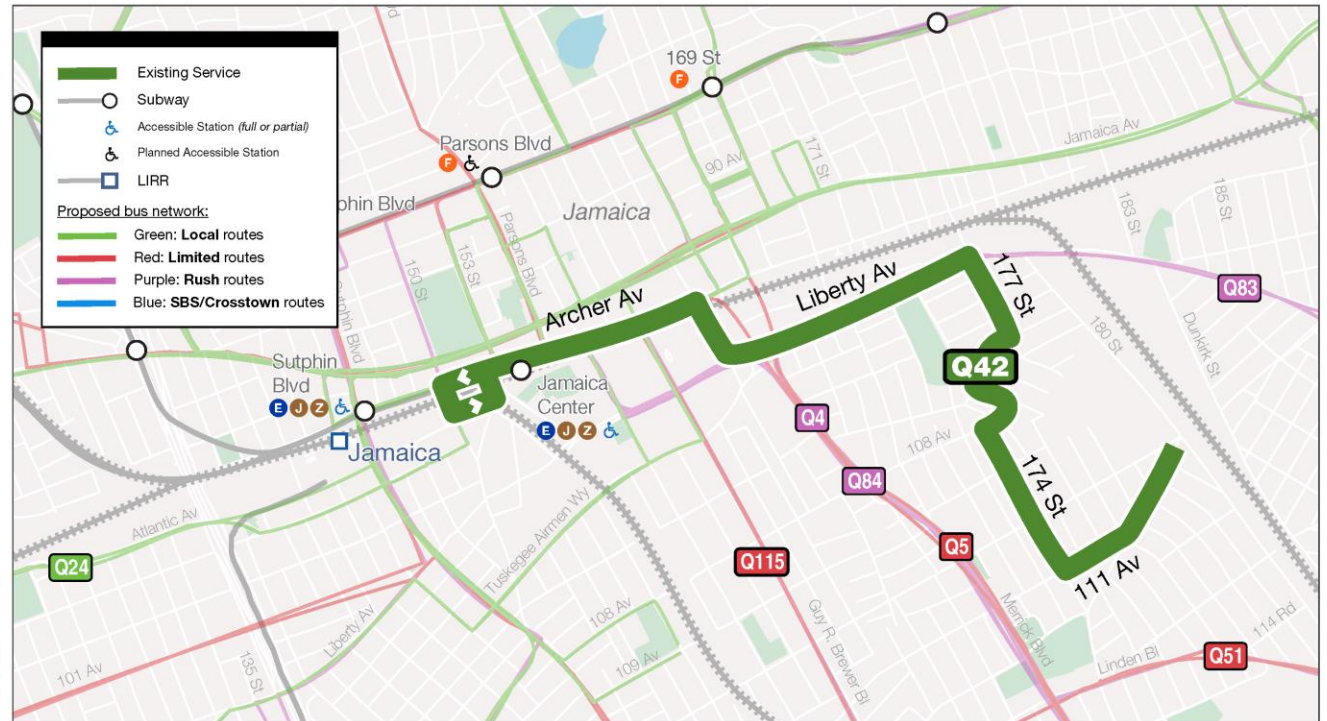 Existing Service
Subway
Accessible Station (full or partial)
Planned Accessible Station
LIRR
Proposed bus network:
Green: Local routes
Red: Limited routes
Purple: Rush routes
Blue: SBS/Crosstown routes
169 St
F
Parsons Blvd
F
phin Blvd
Jamaica
90 Av
171 St
Jamaica Av
183 St
185 St
150 St
153 St
Parsons Blvd
Sutphin Blvd
Archer Av
Liberty Av
177 St
Q83
180 St
Dunkirk St
Sutphin
Blvd
E J Z
Jamaica
Center
E J Z
Jamaica
Q42
Q4
108 Av
Q84
174 St
Atlantic Av
Q24
Tuskegee Airmen Wy
Q115
Q5
111 Av
Liberty Av
108 Av
109 Av
Guy R. Brewer Bl
Merrick Blvd
114 Rd
Linden Bl
Q51
101 Av
135 St